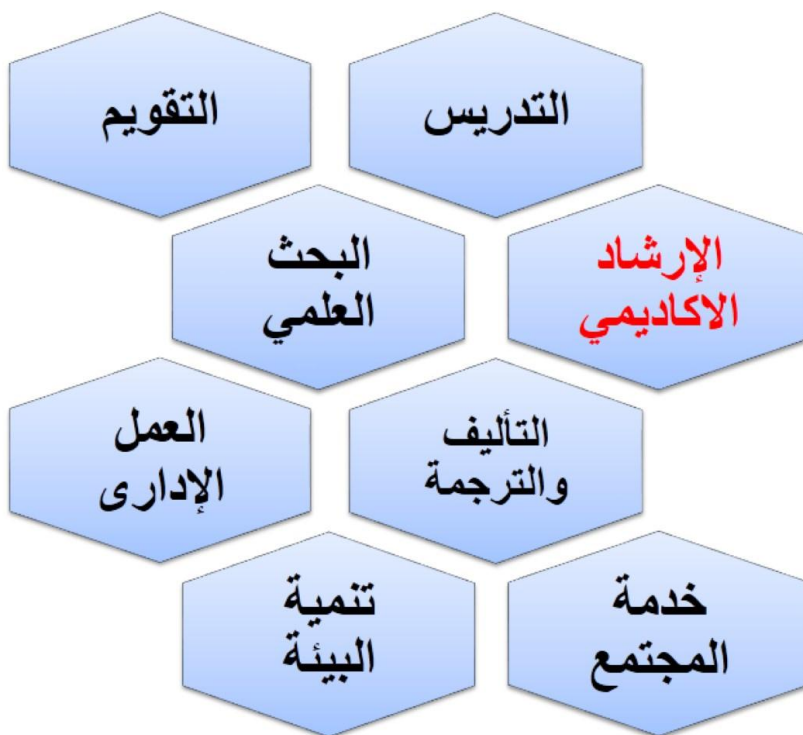 التدريس
التقويم
الإرشاد
الاكاديمي
البحث
العلمي
التأليف
والترجمة
العمل
الإدارى
خدمة
المجتمع
تنمية
البيئة